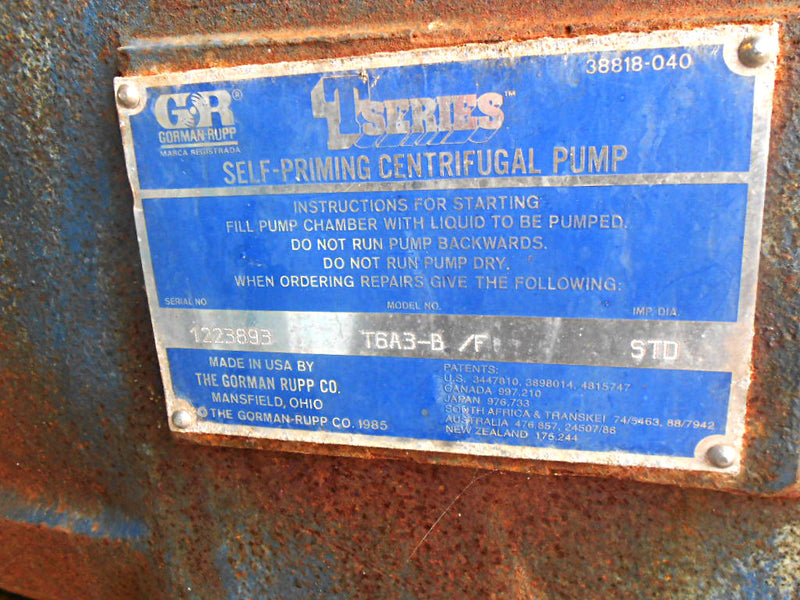 38818-040
GR®
GORMAN-RUPP
MARCA REGISTRADA
T SERIES™
SELF-PRIMING CENTRIFUGAL PUMP
INSTRUCTIONS FOR STARTING
FILL PUMP CHAMBER WITH LIQUID TO BE PUMPED.
DO NOT RUN PUMP BACKWARDS.
DO NOT RUN PUMP DRY.
WHEN ORDERING REPAIRS GIVE THE FOLLOWING:
SERIAL NO. MODEL NO. IMP. DIA.
1223893 T6A3-B /F STD
MADE IN USA BY
THE GORMAN RUPP CO.
MANSFIELD, OHIO
© THE GORMAN-RUPP CO. 1985
PATENTS:
U.S. 3447810, 3898014, 4815747
CANADA 997,210
JAPAN 976,733
SOUTH AFRICA & TRANSKEI 74/5463, 88/7942
AUSTRALIA 476,857, 24507/88
NEW ZEALAND 175,244